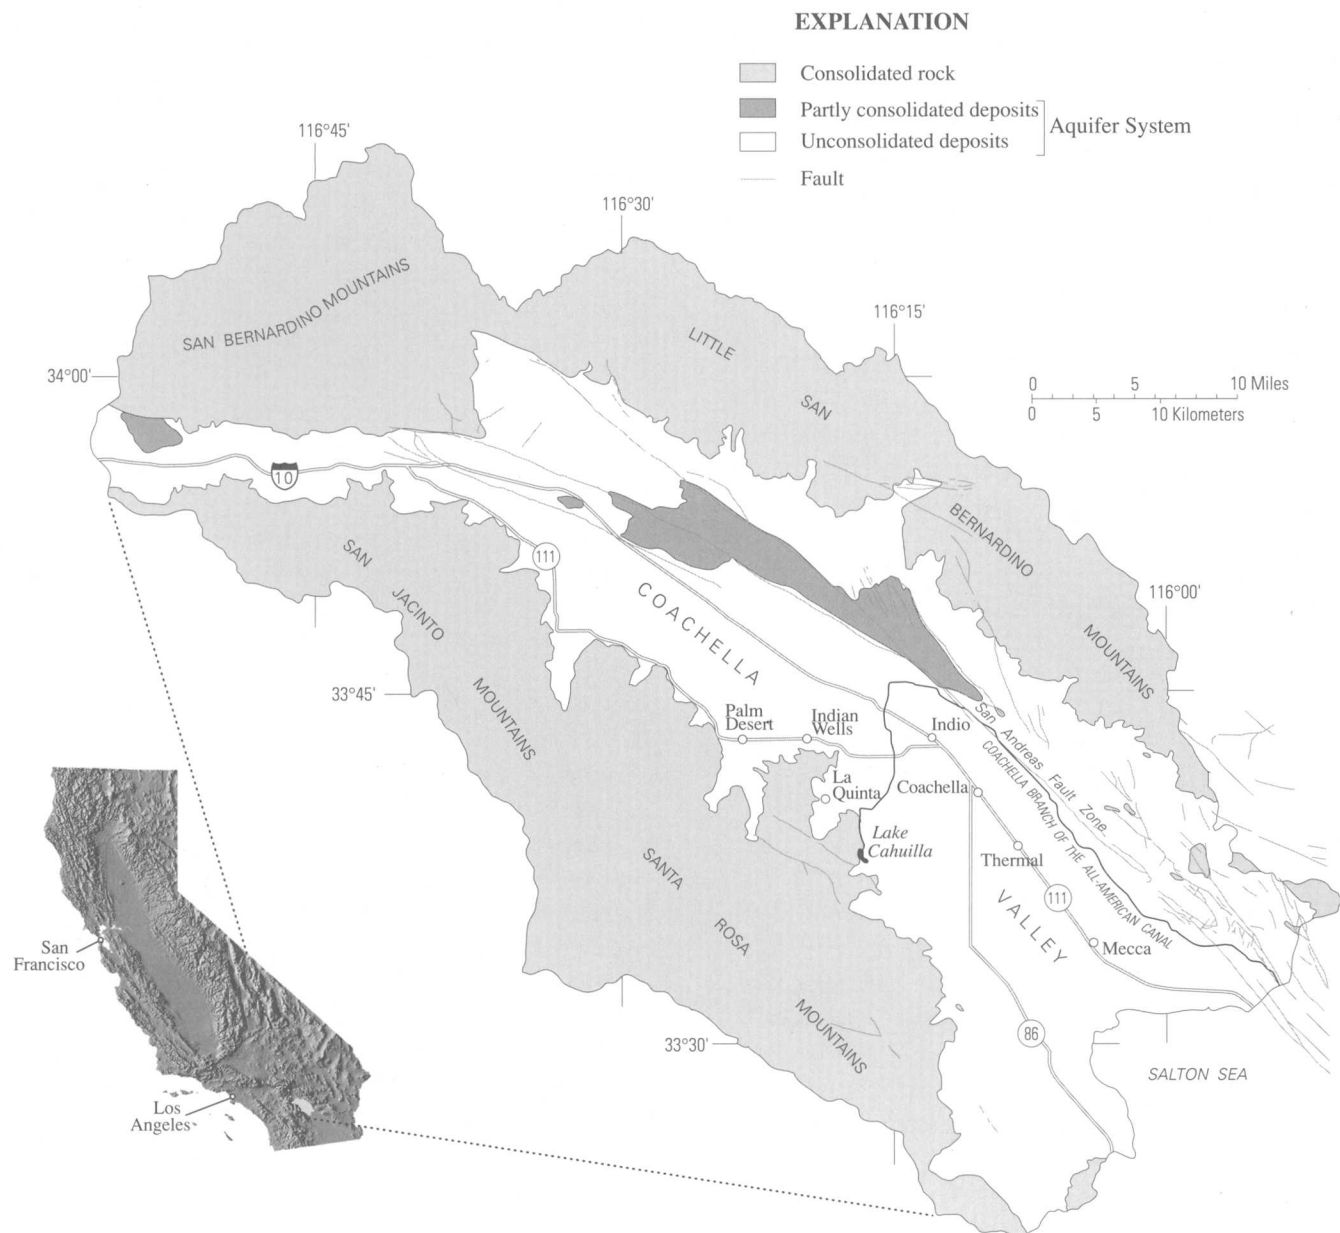 EXPLANATION
Consolidated rock
Partly consolidated deposits
Unconsolidated deposits
Aquifer System
Fault
116°45'
116°30'
116°15'
116°00'
34°00'
33°45'
33°30'
0 5 10 Miles
0 5 10 Kilometers
SAN BERNARDINO MOUNTAINS
LITTLE
SAN
BERNARDINO
MOUNTAINS
10
111
SAN
JACINTO
MOUNTAINS
COACHELLA
VALLEY
Palm
Desert
Indian
Wells
Indio
La
Quinta
Coachella
Lake
Cahuilla
Thermal
111
Mecca
86
San Andreas Fault Zone
COACHELLA BRANCH OF THE ALL-AMERICAN CANAL
SANTA
ROSA
MOUNTAINS
SALTON SEA
San
Francisco
Los
Angeles